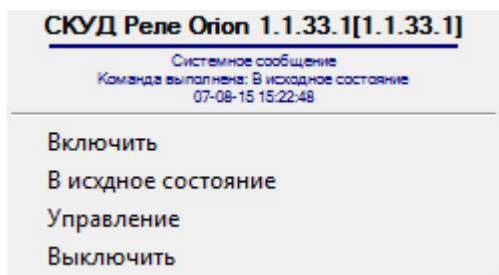 СКУД Реле Orion 1.1.33.1[1.1.33.1]
Системное сообщение
Команда выполнена: В исходное состояние
07-08-15 15:22:48
Включить
В исхдное состояние
Управление
Выключить